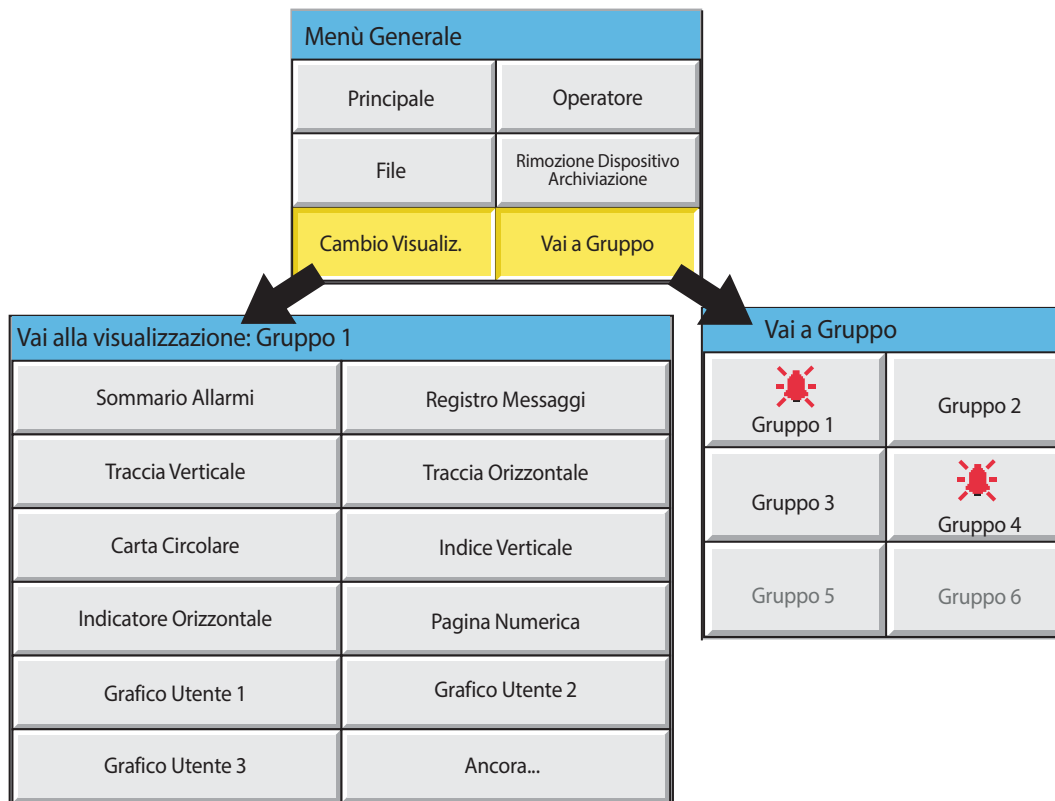 Menù Generale
Principale
Operatore
File
Rimozione Dispositivo
Archiviazione
Cambio Visualiz.
Vai a Gruppo
Vai alla visualizzazione: Gruppo 1
Sommario Allarmi
Registro Messaggi
Traccia Verticale
Traccia Orizzontale
Carta Circolare
Indice Verticale
Indicatore Orizzontale
Pagina Numerica
Grafico Utente 1
Grafico Utente 2
Grafico Utente 3
Ancora...
Vai a Gruppo
Gruppo 1
Gruppo 2
Gruppo 3
Gruppo 4
Gruppo 5
Gruppo 6